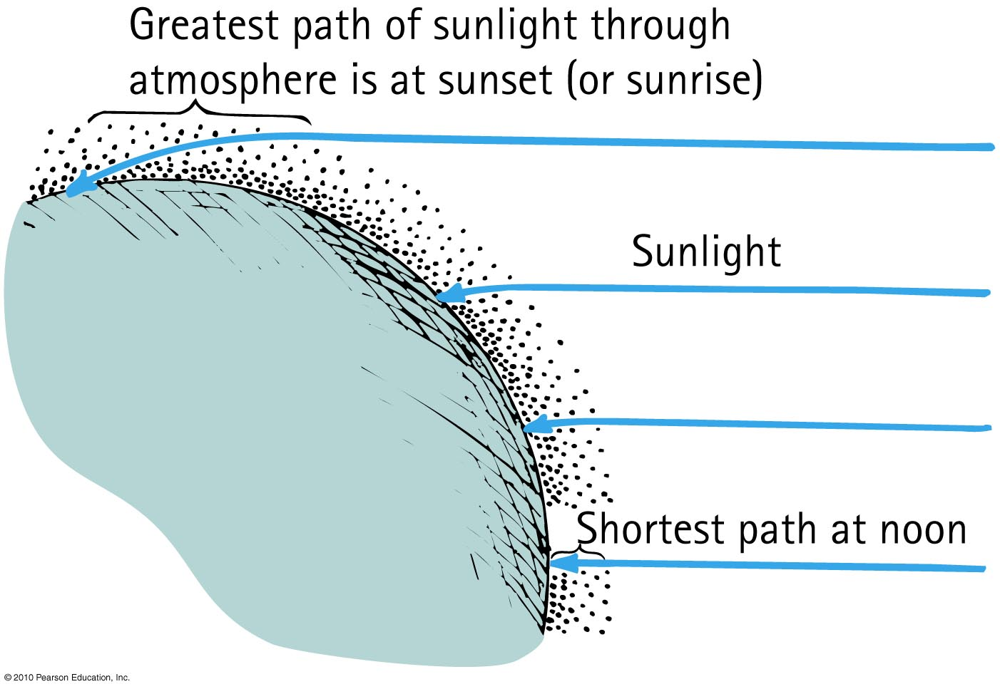 Greatest path of sunlight through
atmosphere is at sunset (or sunrise)
Sunlight
Shortest path at noon
© 2010 Pearson Education, Inc.